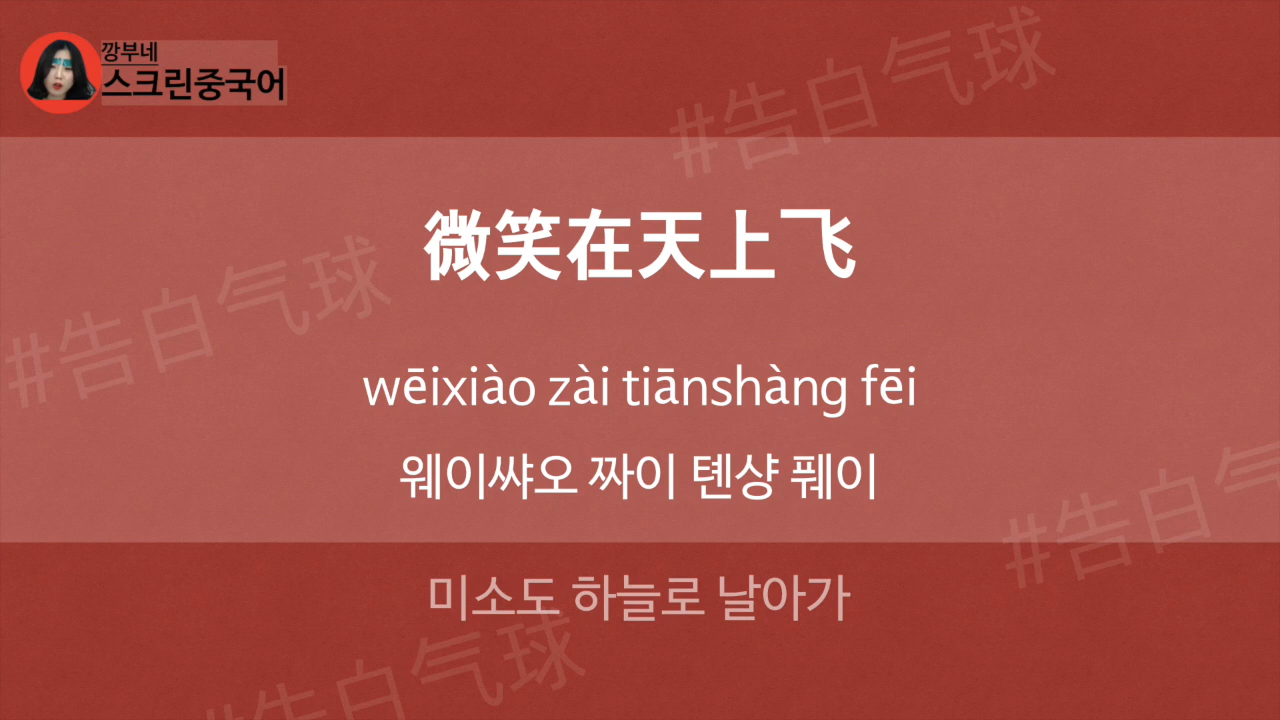 깡부네
스크린중국어
#告白气球
微笑在天上飞
#告白气球
wēixiào zài tiānshàng fēi
웨이쌰오 짜이 톈샹 풰이
#告白气
미소도 하늘로 날아가
#告白气球